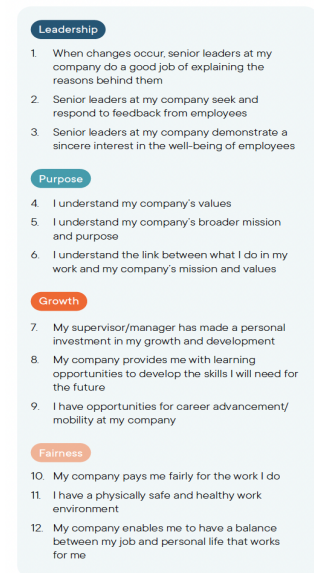 Leadership
1. When changes occur, senior leaders at my
company do a good job of explaining the
reasons behind them
2. Senior leaders at my company seek and
respond to feedback from employees
3. Senior leaders at my company demonstrate a
sincere interest in the well-being of employees
Purpose
4. I understand my company's values
5. I understand my company's broader mission
and purpose
6. I understand the link between what I do in my
work and my company's mission and values
Growth
7. My supervisor/manager has made a personal
investment in my growth and development
8. My company provides me with learning
opportunities to develop the skills I will need for
the future
9. I have opportunities for career advancement/
mobility at my company
Fairness
10. My company pays me fairly for the work I do
11. I have a physically safe and healthy work
environment
12. My company enables me to have a balance
between my job and personal life that works
for me